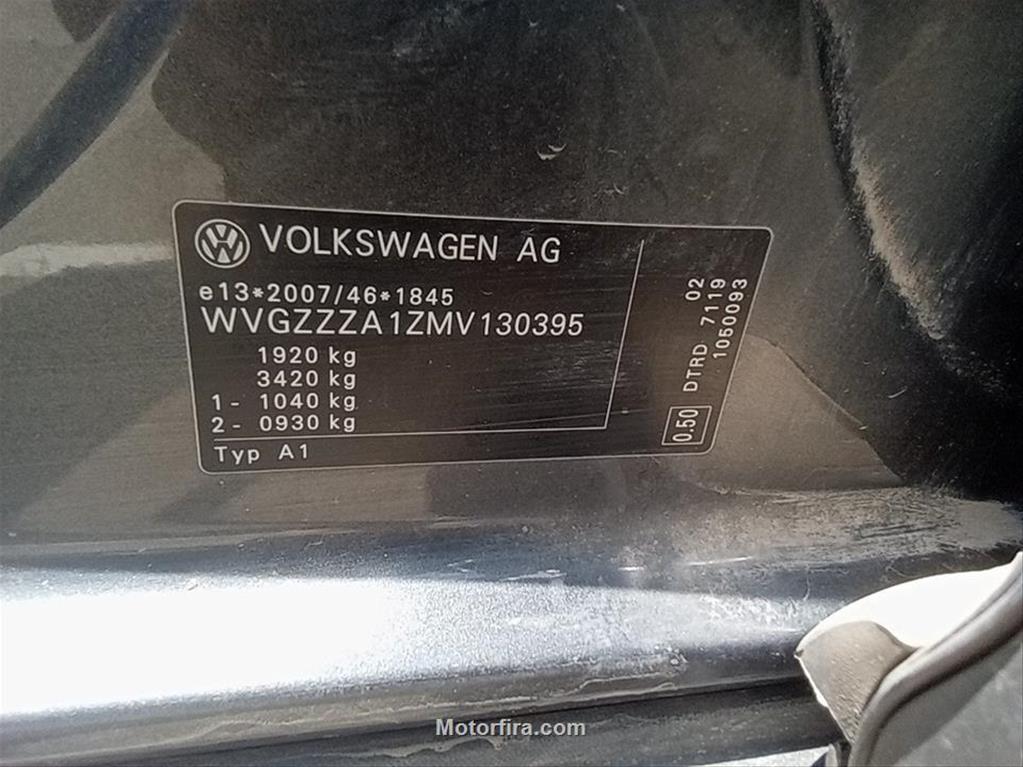 VOLKSWAGEN AG
e13*2007/46*1845
WVGZZZA1ZMV130395
1920 kg
3420 kg
1- 1040 kg
2- 0930 kg
Typ A1
0.50 DTRD 7119
02
1050093
Motorfira.com